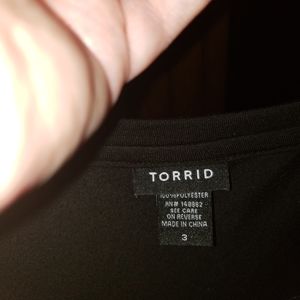 TORRID
100% POLYESTER
RN# 148882
SEE CARE
ON REVERSE
MADE IN CHINA
3